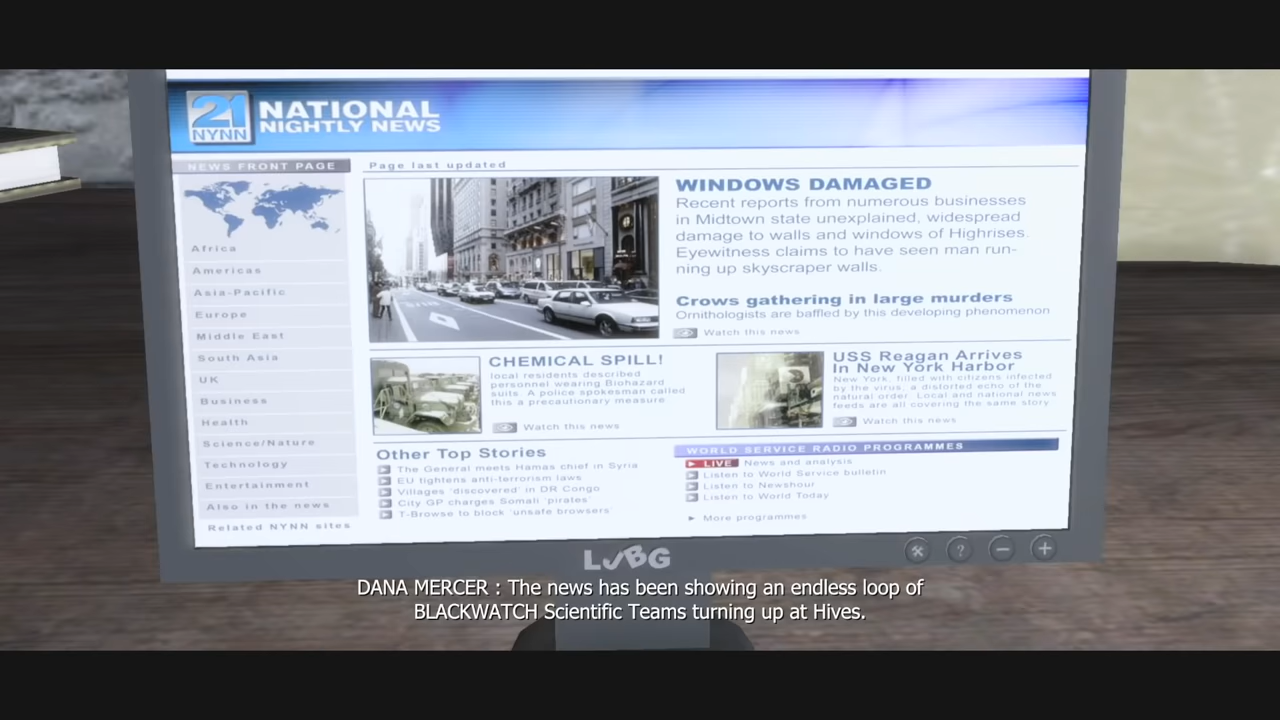 21
NYNN
NATIONAL
NIGHTLY NEWS
NEWS FRONT PAGE
Africa
Americas
Asia-Pacific
Europe
Middle East
South Asia
UK
Business
Health
Science/Nature
Technology
Entertainment
Also in the news
Related NYNN sites
Page last updated
WINDOWS DAMAGED
Recent reports from numerous businesses
in Midtown state unexplained, widespread
damage to walls and windows of Highrises.
Eyewitness claims to have seen man run-
ning up skyscraper walls.
Crows gathering in large murders
Ornithologists are baffled by this developing phenomenon
Watch this news
CHEMICAL SPILL!
local residents described
personnel wearing Biohazard
suits. A police spokesman called
this a precautionary measure
Watch this news
USS Reagan Arrives
In New York Harbor
New York, filled with citizens infected
by the virus, a distorted echo of the
natural order. Local and national news
feeds are all covering the same story.
Watch this news
Other Top Stories
The General meets Hamas chief in Syria
EU tightens anti-terrorism laws
Villages 'discovered' in DR Congo
City GP charges Somali 'pirates'
T-Browse to block 'unsafe browsers'
WORLD SERVICE RADIO PROGRAMMES
LIVE News and analysis
Listen to World Service bulletin
Listen to Newshour
Listen to World Today
More programmes
LvBG
? − +
DANA MERCER : The news has been showing an endless loop of
BLACKWATCH Scientific Teams turning up at Hives.